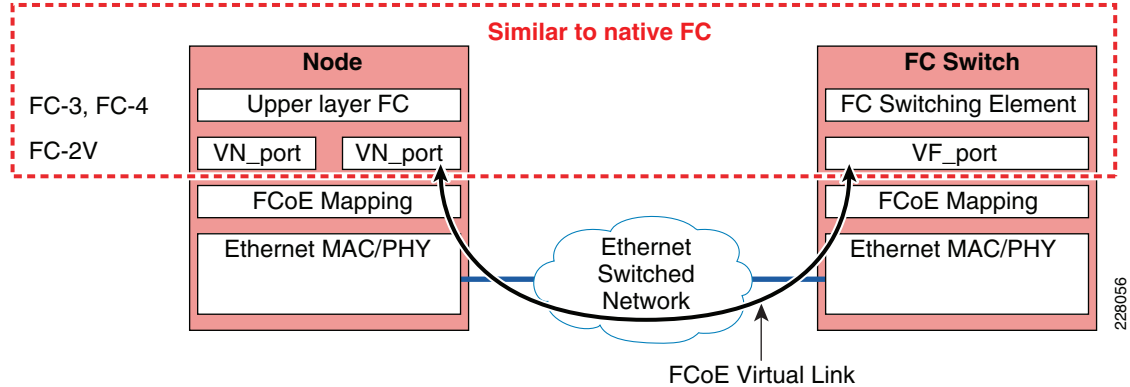 Similar to native FC
Node
FC Switch
FC-3, FC-4
Upper layer FC
FC Switching Element
FC-2V
VN_port
VN_port
VF_port
FCoE Mapping
FCoE Mapping
Ethernet MAC/PHY
Ethernet
Switched
Network
Ethernet MAC/PHY
228056
FCoE Virtual Link